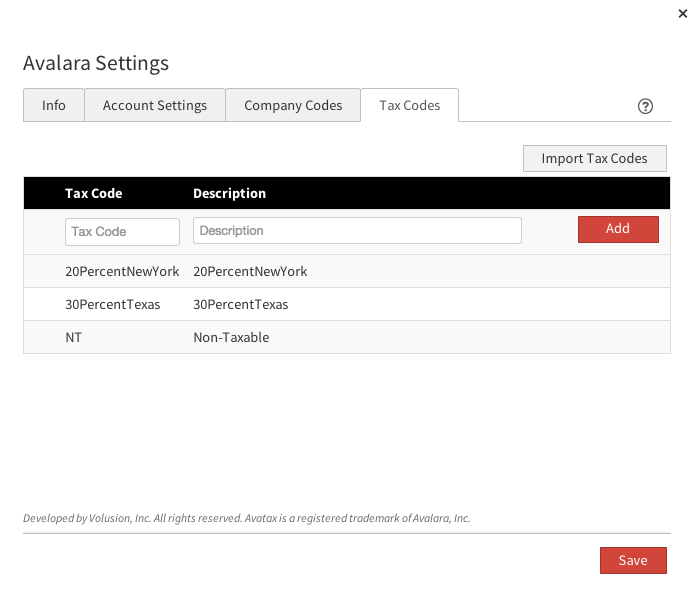 ×
Avalara Settings
Info Account Settings Company Codes Tax Codes ?
Import Tax Codes
Tax Code Description
Tax Code Description Add
20PercentNewYork 20PercentNewYork
30PercentTexas 30PercentTexas
NT Non-Taxable
Developed by Volusion, Inc. All rights reserved. Avatax is a registered trademark of Avalara, Inc.
Save